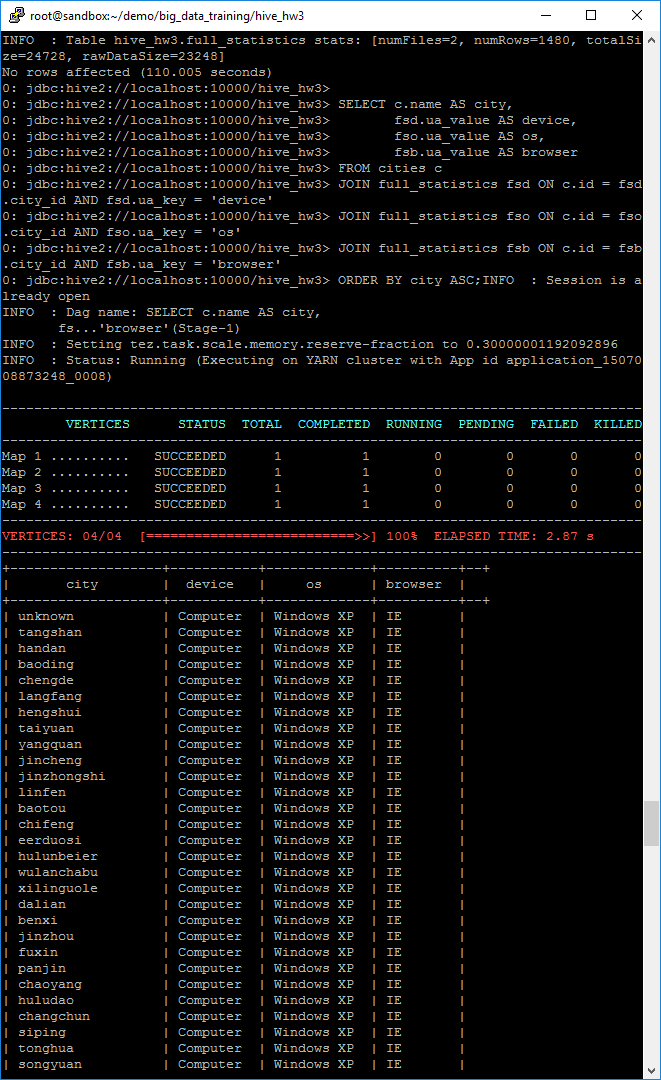 root@sandbox:~/demo/big_data_training/hive_hw3
INFO  : Table hive_hw3.full_statistics stats: [numFiles=2, numRows=1480, totalSi
ze=24728, rawDataSize=23248]
No rows affected (110.005 seconds)
0: jdbc:hive2://localhost:10000/hive_hw3>
0: jdbc:hive2://localhost:10000/hive_hw3> SELECT c.name AS city,
0: jdbc:hive2://localhost:10000/hive_hw3>        fsd.ua_value AS device,
0: jdbc:hive2://localhost:10000/hive_hw3>        fso.ua_value AS os,
0: jdbc:hive2://localhost:10000/hive_hw3>        fsb.ua_value AS browser
0: jdbc:hive2://localhost:10000/hive_hw3> FROM cities c
0: jdbc:hive2://localhost:10000/hive_hw3> JOIN full_statistics fsd ON c.id = fsd
.city_id AND fsd.ua_key = 'device'
0: jdbc:hive2://localhost:10000/hive_hw3> JOIN full_statistics fso ON c.id = fso
.city_id AND fso.ua_key = 'os'
0: jdbc:hive2://localhost:10000/hive_hw3> JOIN full_statistics fsb ON c.id = fsb
.city_id AND fsb.ua_key = 'browser'
0: jdbc:hive2://localhost:10000/hive_hw3> ORDER BY city ASC;INFO  : Session is a
lready open
INFO  : Dag name: SELECT c.name AS city,
       fs...'browser'(Stage-1)
INFO  : Setting tez.task.scale.memory.reserve-fraction to 0.30000001192092896
INFO  : Status: Running (Executing on YARN cluster with App id application_15070
08873248_0008)
--------------------------------------------------------------------------------
        VERTICES      STATUS  TOTAL  COMPLETED  RUNNING  PENDING  FAILED  KILLED
--------------------------------------------------------------------------------
Map 1 ..........   SUCCEEDED      1          1        0        0       0       0
Map 2 ..........   SUCCEEDED      1          1        0        0       0       0
Map 3 ..........   SUCCEEDED      1          1        0        0       0       0
Map 4 ..........   SUCCEEDED      1          1        0        0       0       0
--------------------------------------------------------------------------------
VERTICES: 04/04  [==========================>>] 100%  ELAPSED TIME: 2.87 s
--------------------------------------------------------------------------------
+-------------------+-----------+-------------+----------+--+
|       city        |  device   |     os      | browser  |
+-------------------+-----------+-------------+----------+--+
| unknown           | Computer  | Windows XP  | IE       |
| tangshan          | Computer  | Windows XP  | IE       |
| handan            | Computer  | Windows XP  | IE       |
| baoding           | Computer  | Windows XP  | IE       |
| chengde           | Computer  | Windows XP  | IE       |
| langfang          | Computer  | Windows XP  | IE       |
| hengshui          | Computer  | Windows XP  | IE       |
| taiyuan           | Computer  | Windows XP  | IE       |
| yangquan          | Computer  | Windows XP  | IE       |
| jincheng          | Computer  | Windows XP  | IE       |
| jinzhongshi       | Computer  | Windows XP  | IE       |
| linfen            | Computer  | Windows XP  | IE       |
| baotou            | Computer  | Windows XP  | IE       |
| chifeng           | Computer  | Windows XP  | IE       |
| eerduosi          | Computer  | Windows XP  | IE       |
| hulunbeier        | Computer  | Windows XP  | IE       |
| wulanchabu        | Computer  | Windows XP  | IE       |
| xilinguole        | Computer  | Windows XP  | IE       |
| dalian            | Computer  | Windows XP  | IE       |
| benxi             | Computer  | Windows XP  | IE       |
| jinzhou           | Computer  | Windows XP  | IE       |
| fuxin             | Computer  | Windows XP  | IE       |
| panjin            | Computer  | Windows XP  | IE       |
| chaoyang          | Computer  | Windows XP  | IE       |
| huludao           | Computer  | Windows XP  | IE       |
| changchun         | Computer  | Windows XP  | IE       |
| siping            | Computer  | Windows XP  | IE       |
| tonghua           | Computer  | Windows XP  | IE       |
| songyuan          | Computer  | Windows XP  | IE       |